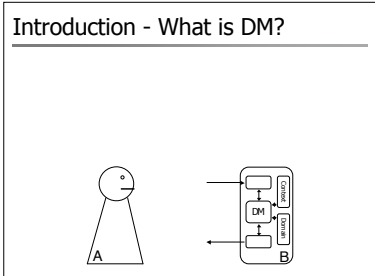 Introduction - What is DM?
Context
DM
Domain
A
B